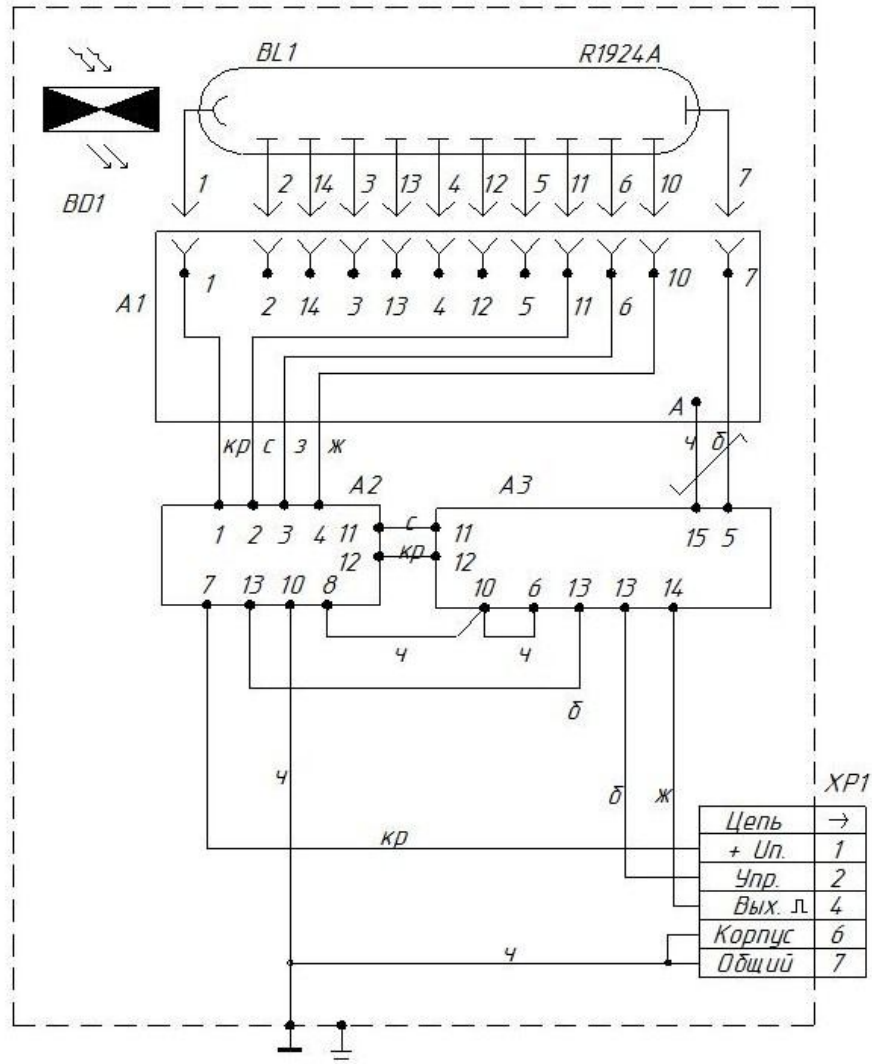 BL1 R1924A
BD1
1 2 14 3 13 4 12 5 11 6 10 7
A1
1 2 14 3 13 4 12 5 11 6 10 7
A
кр с з ж ч б
A2 A3
1 2 3 4 11 с 11 15 5
12 кр 12
7 13 10 8 10 6 13 13 14
ч ч
б
ч б ж
XP1
Цепь →
кр + Uп. 1
Упр. 2
Вых. ⎍ 4
Корпус 6
ч Общий 7